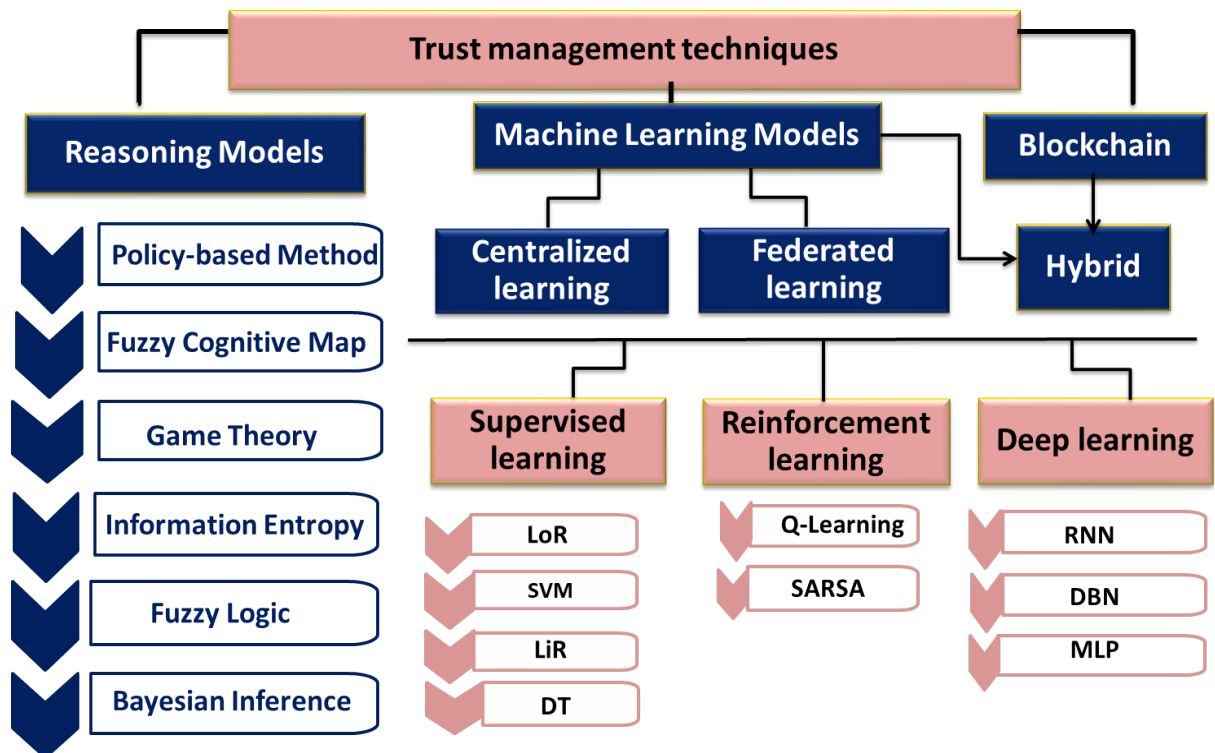 Trust management techniques
Reasoning Models
Machine Learning Models
Blockchain
Centralized
learning
Federated
learning
Hybrid
Policy-based Method
Fuzzy Cognitive Map
Game Theory
Information Entropy
Fuzzy Logic
Bayesian Inference
Supervised
learning
Reinforcement
learning
Deep learning
LoR
SVM
LiR
DT
Q-Learning
SARSA
RNN
DBN
MLP